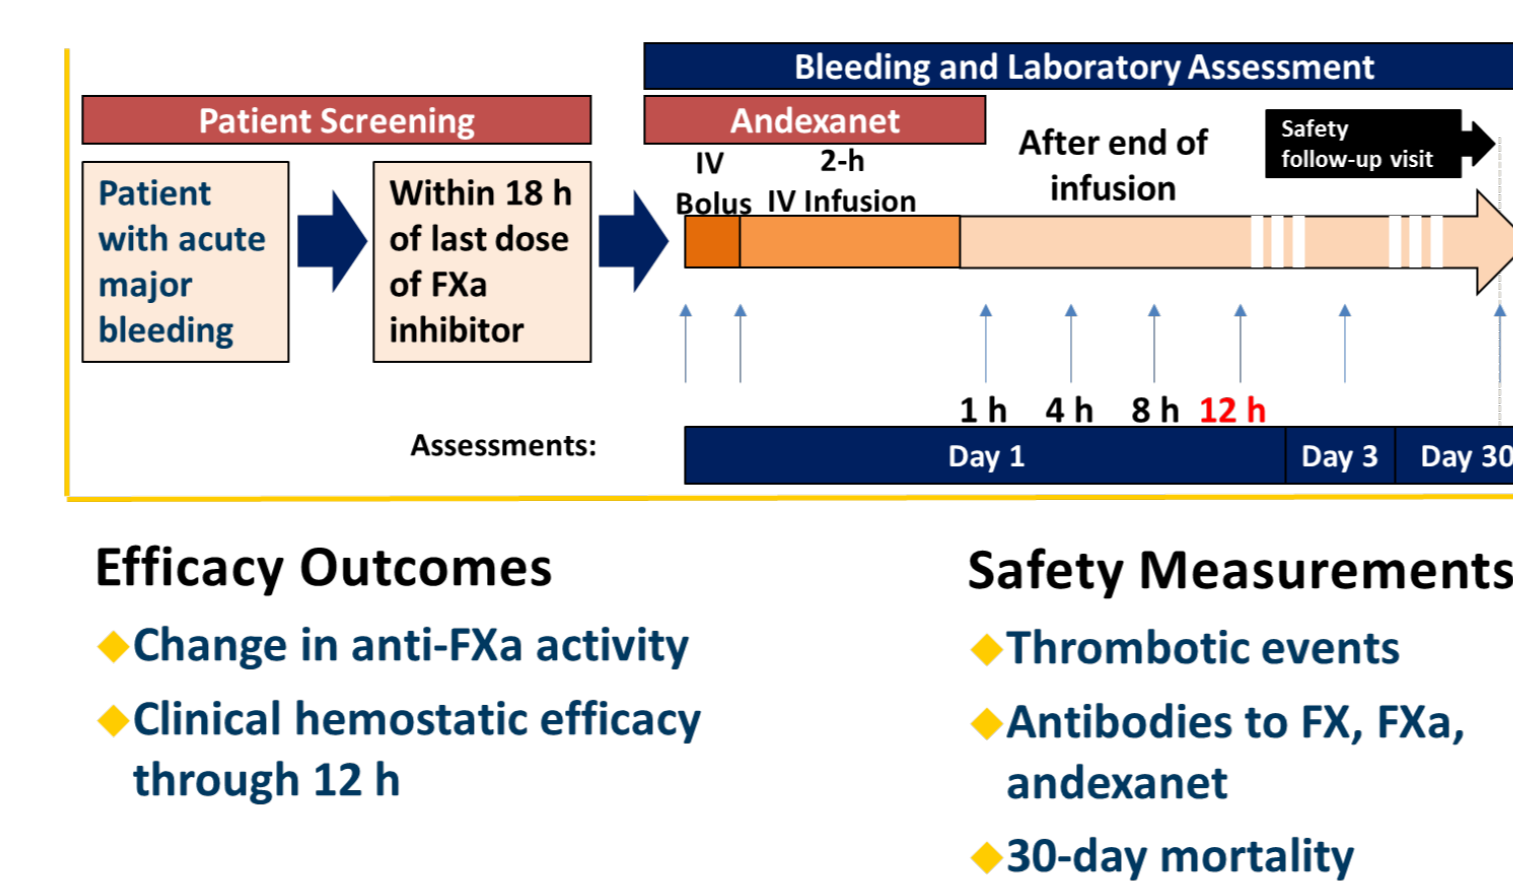 Bleeding and Laboratory Assessment
Patient Screening
Andexanet
Patient
with acute
major
bleeding
Within 18 h
of last dose
of FXa
inhibitor
IV
Bolus
2-h
IV Infusion
After end of
infusion
Safety
follow-up visit
1 h 4 h 8 h 12 h
Assessments:
Day 1 Day 3 Day 30
Efficacy Outcomes
Change in anti-FXa activity
Clinical hemostatic efficacy
through 12 h
Safety Measurements
Thrombotic events
Antibodies to FX, FXa,
andexanet
30-day mortality